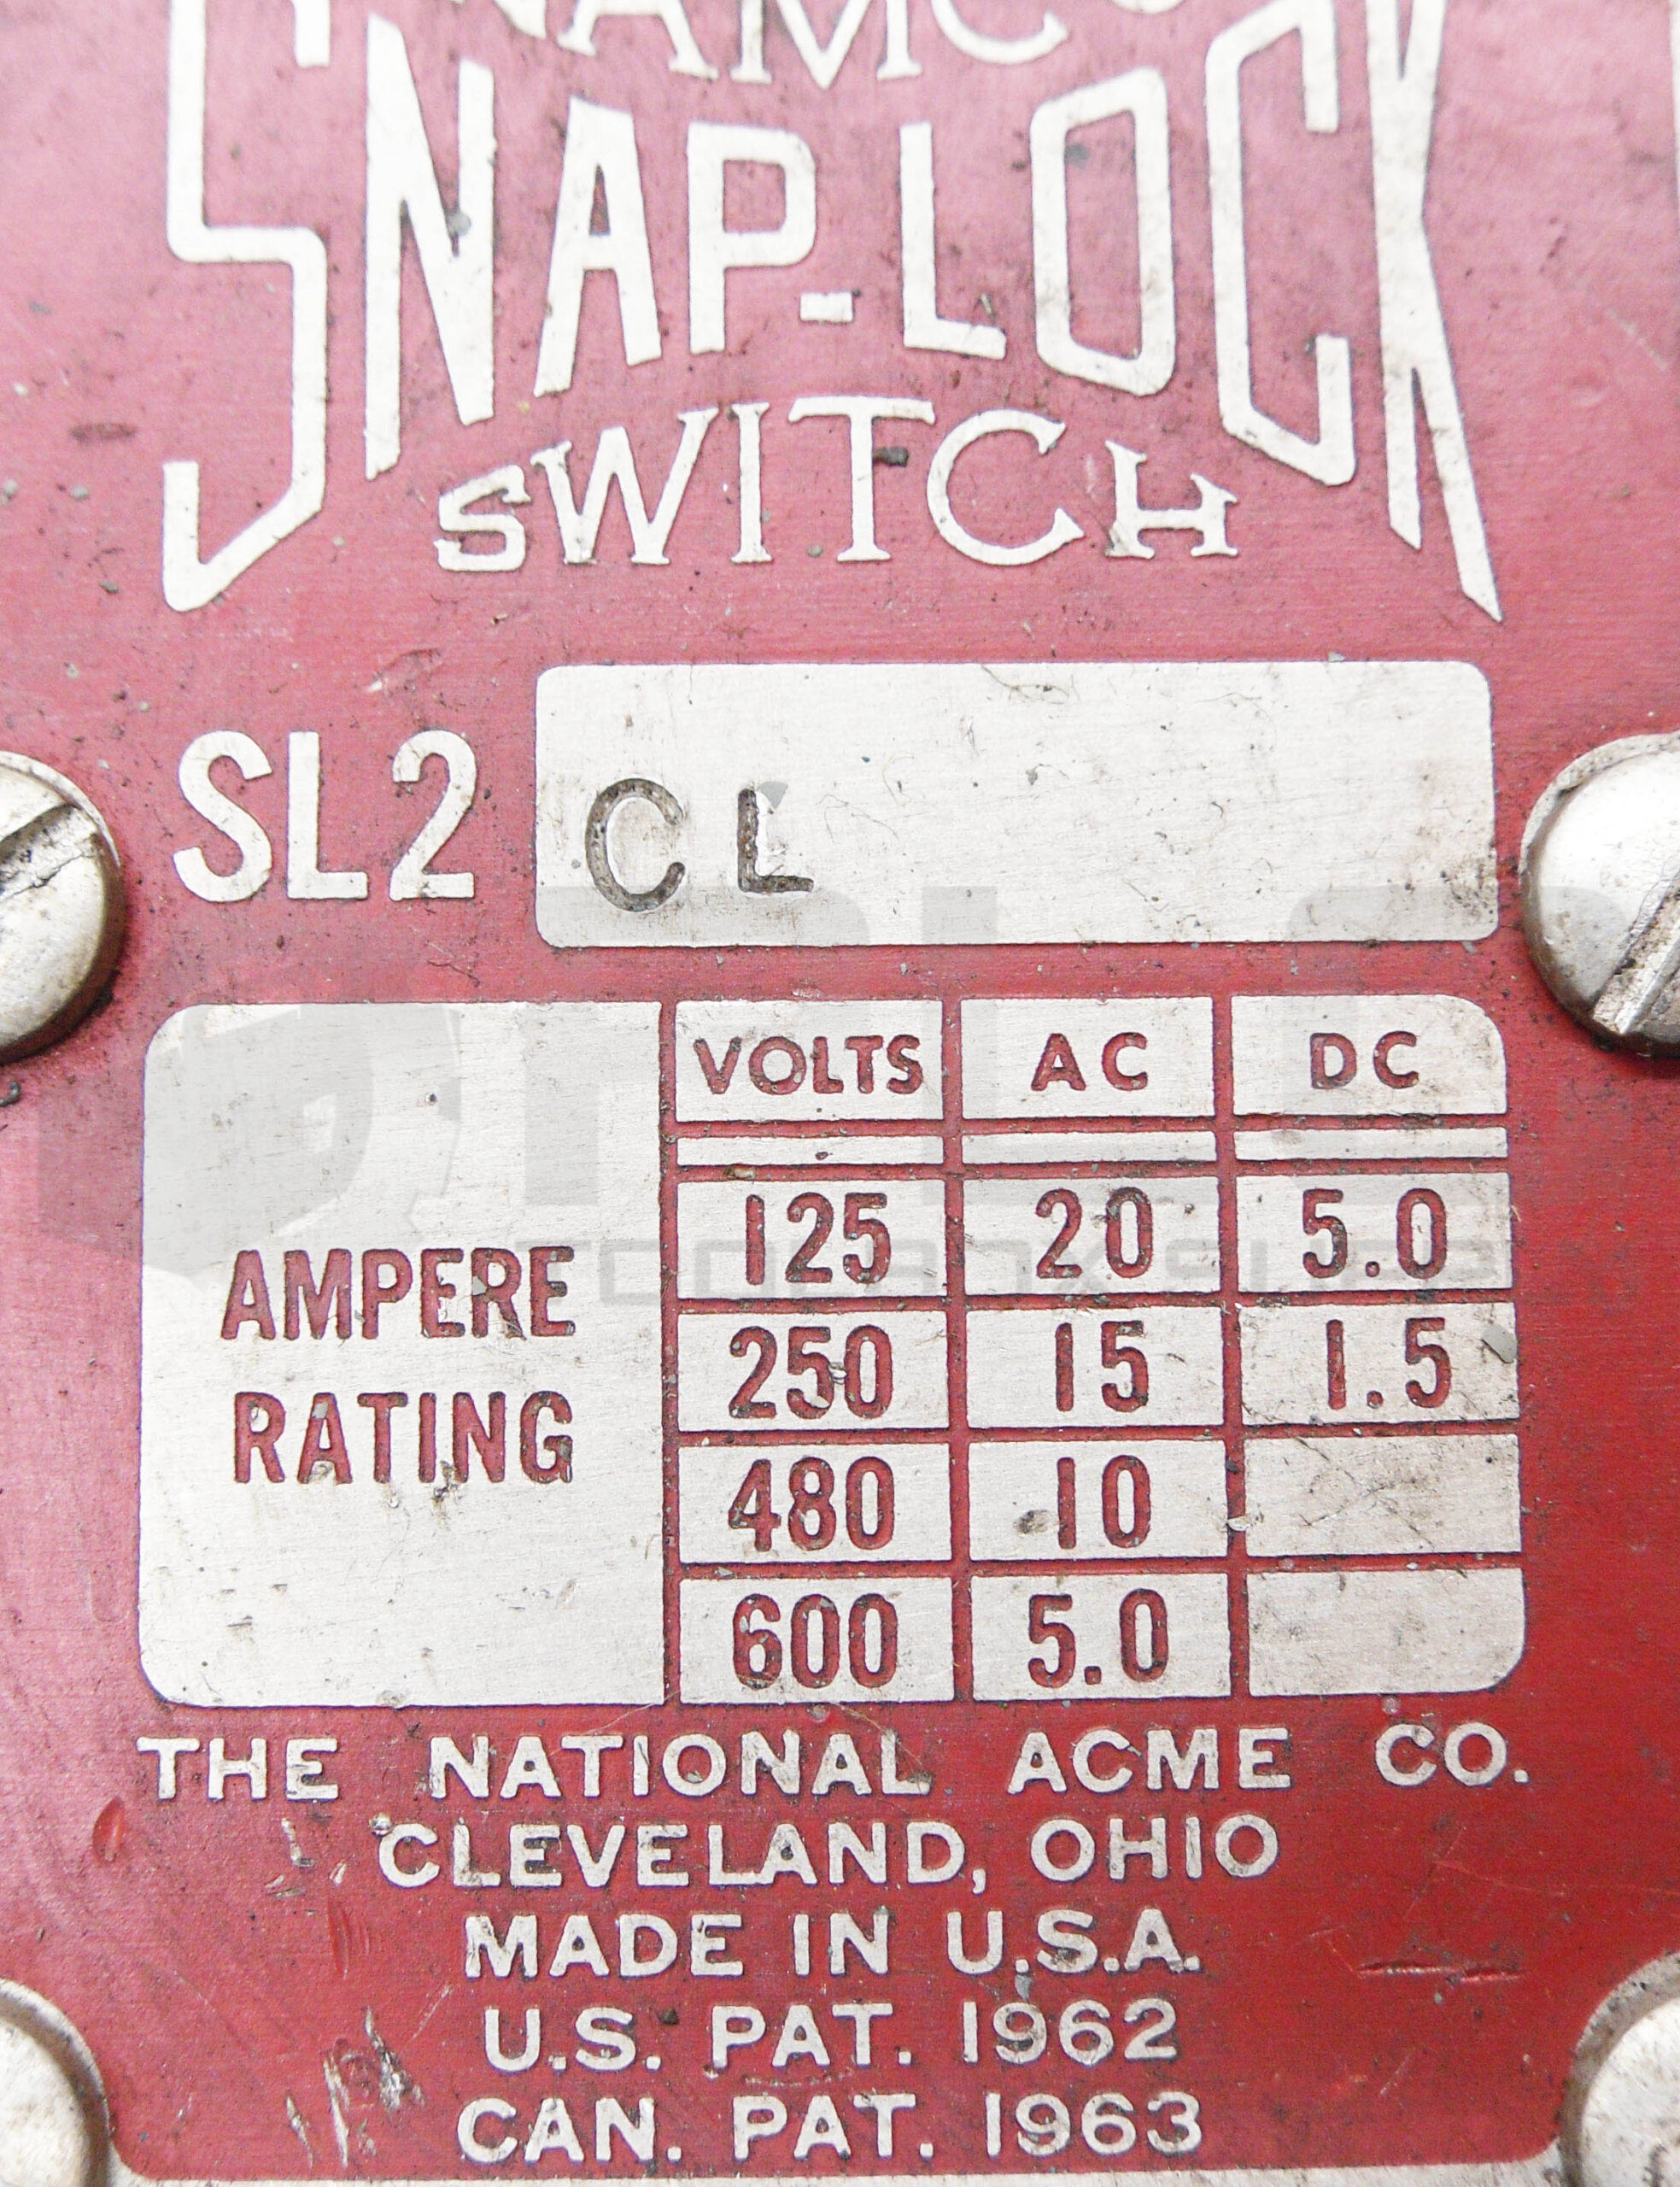 NAMCO
SNAP-LOCK
SWITCH
SL2 CL
VOLTS AC DC
125 20 5.0
250 15 1.5
480 10
600 5.0
AMPERE
RATING
THE NATIONAL ACME CO.
CLEVELAND, OHIO
MADE IN U.S.A.
U.S. PAT. 1962
CAN. PAT. 1963